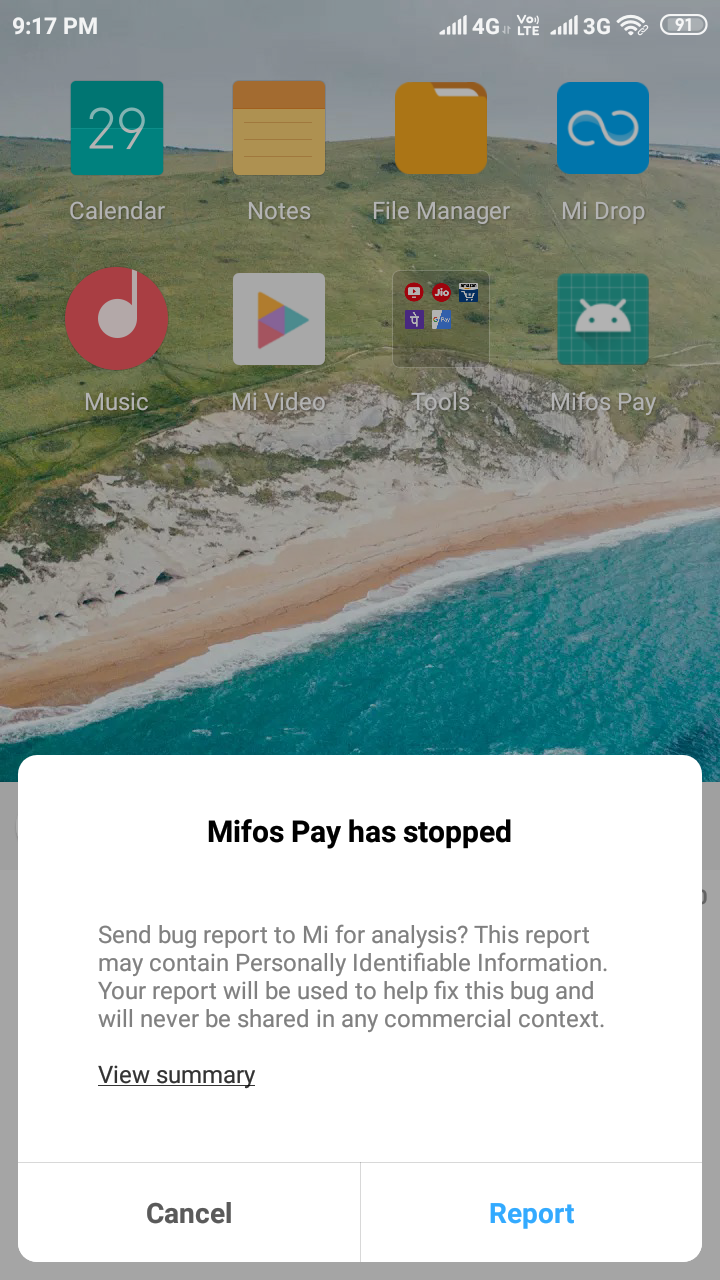 9:17 PM 4G Vo) LTE 3G 91
29
Calendar Notes File Manager Mi Drop
Jio
पे Pay
Music Mi Video Tools Mifos Pay
Mifos Pay has stopped
Send bug report to Mi for analysis? This report
may contain Personally Identifiable Information.
Your report will be used to help fix this bug and
will never be shared in any commercial context.
View summary
Cancel Report